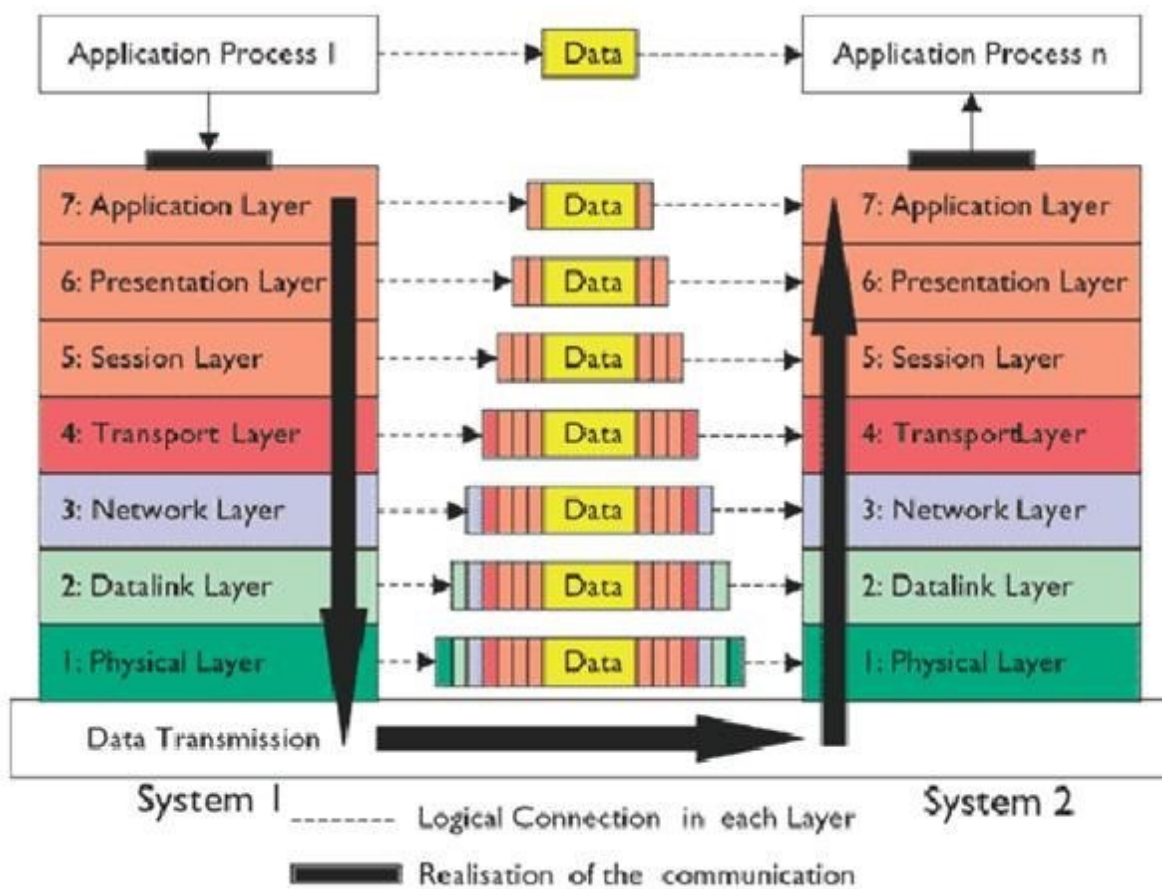 Application Process 1
Data
Application Process n
7: Application Layer
Data
7: Application Layer
6: Presentation Layer
Data
6: Presentation Layer
5: Session Layer
Data
5: Session Layer
4: Transport Layer
Data
4: TransportLayer
3: Network Layer
Data
3: Network Layer
2: Datalink Layer
Data
2: Datalink Layer
1: Physical Layer
Data
1: Physical Layer
Data Transmission
System 1
System 2
Logical Connection in each Layer
Realisation of the communication